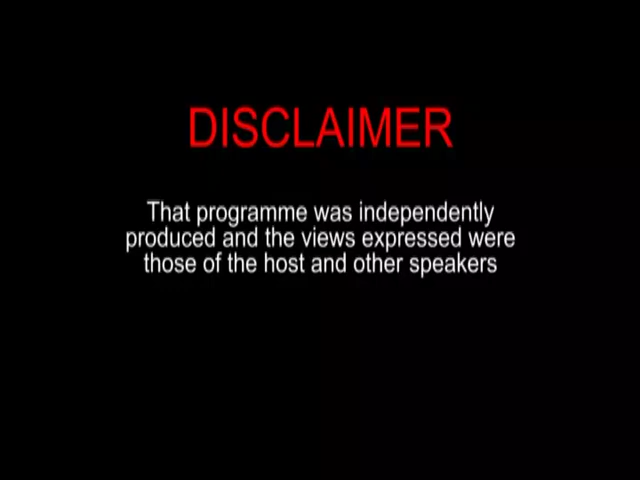 DISCLAIMER
That programme was independently
produced and the views expressed were
those of the host and other speakers